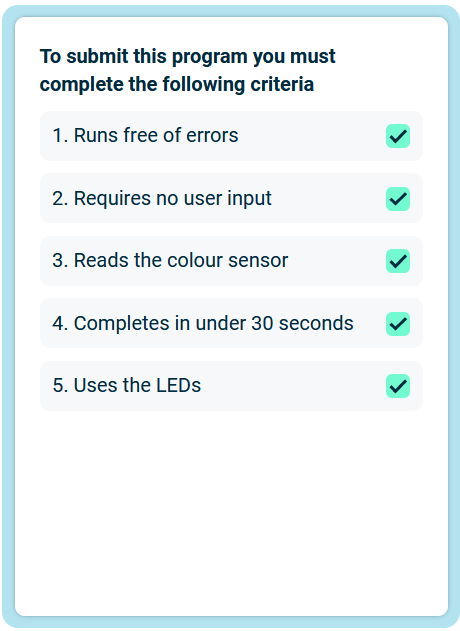 To submit this program you must
complete the following criteria
1. Runs free of errors
2. Requires no user input
3. Reads the colour sensor
4. Completes in under 30 seconds
5. Uses the LEDs